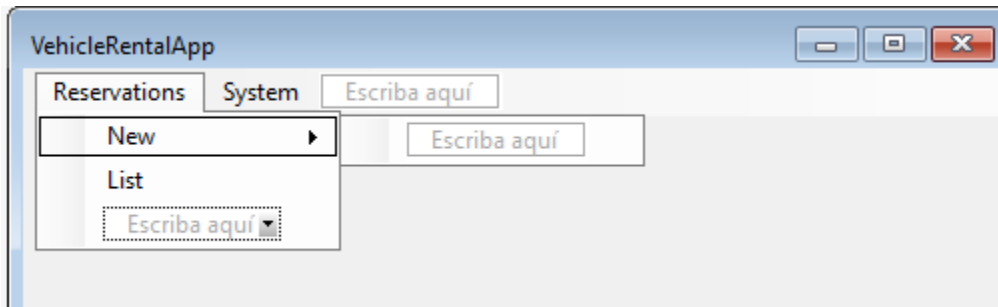 VehicleRentalApp
Reservations System Escriba aquí
New Escriba aquí
List
Escriba aquí